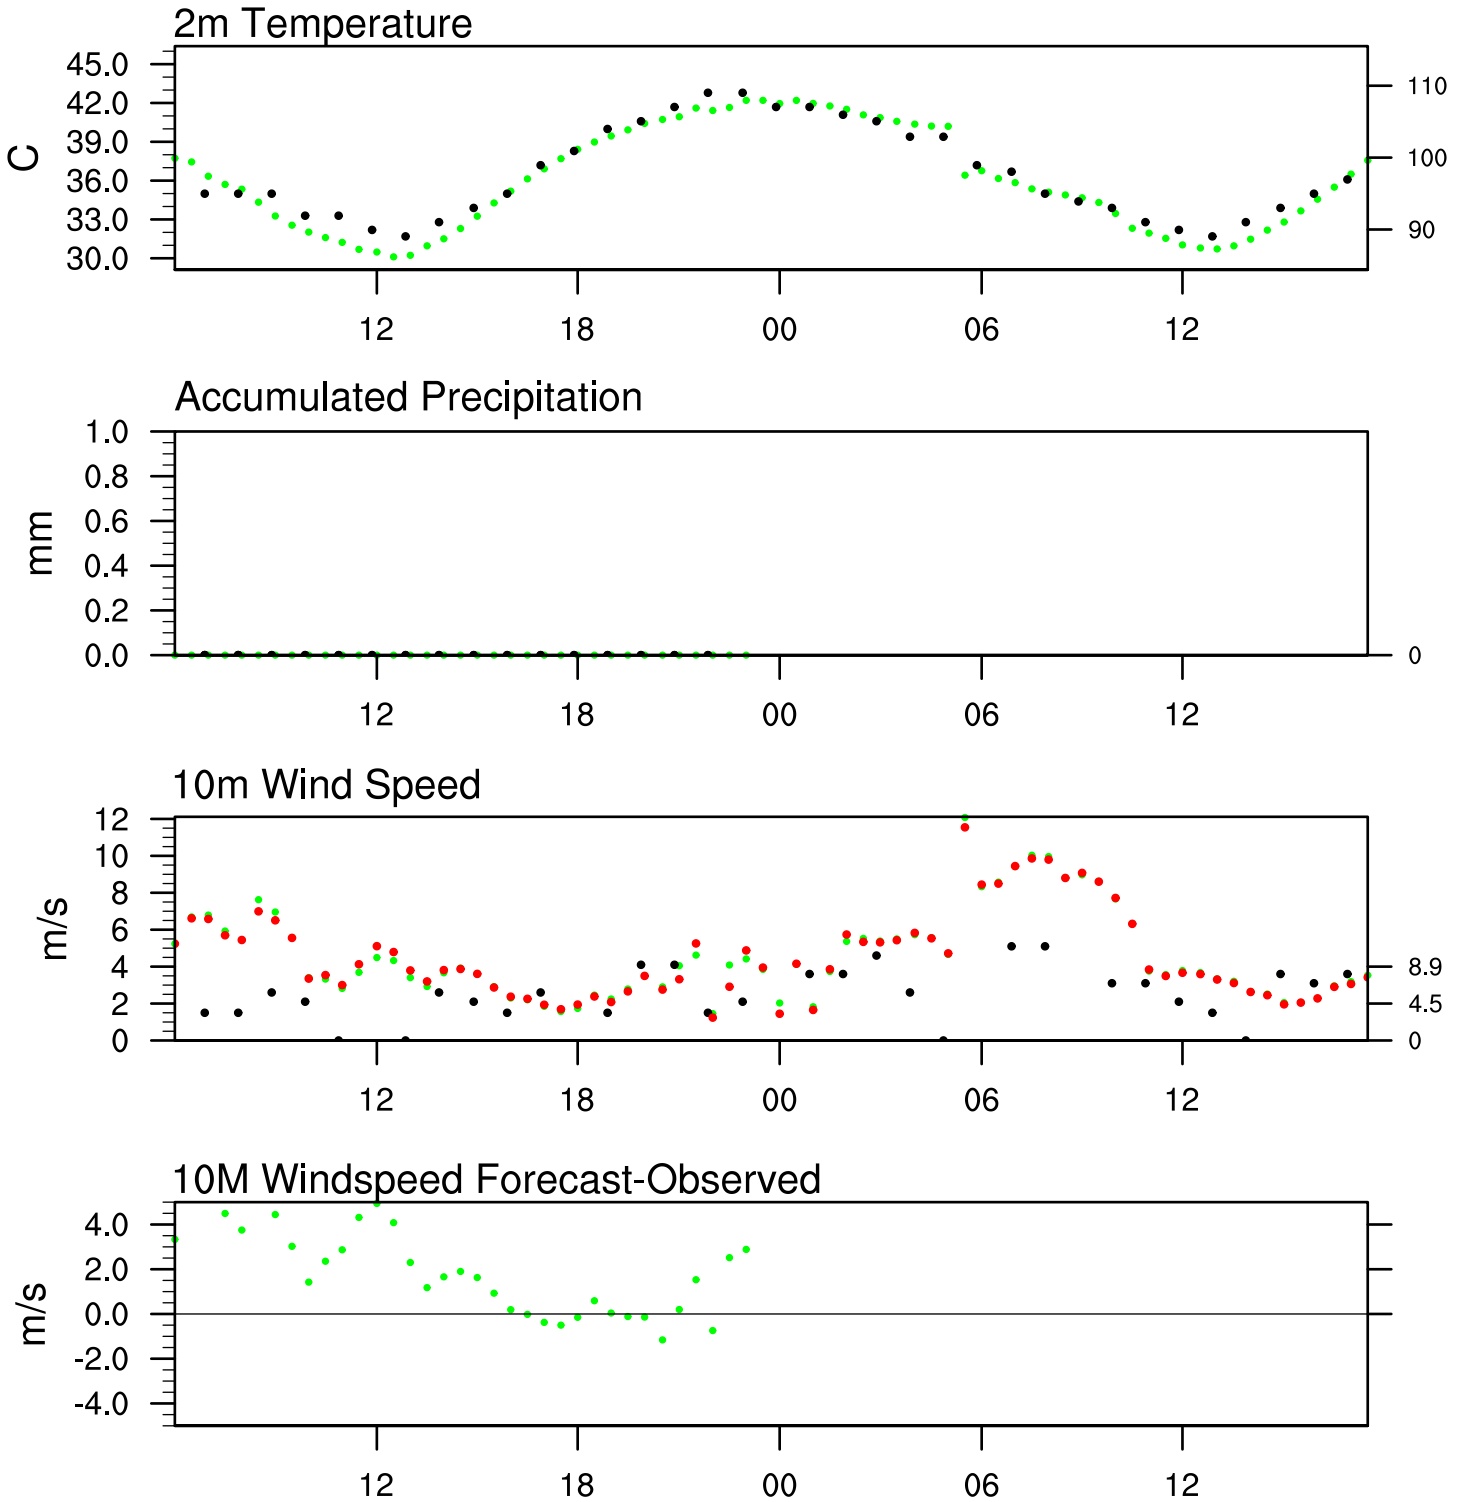 2m Temperature
45.0
42.0
39.0
36.0
33.0
30.0
C
110
100
90
12 18 00 06 12
Accumulated Precipitation
1.0
0.8
0.6
0.4
0.2
0.0
mm
0
12 18 00 06 12
10m Wind Speed
12
10
8
6
4
2
0
m/s
8.9
4.5
0
12 18 00 06 12
10M Windspeed Forecast-Observed
4.0
2.0
0.0
-2.0
-4.0
m/s
12 18 00 06 12